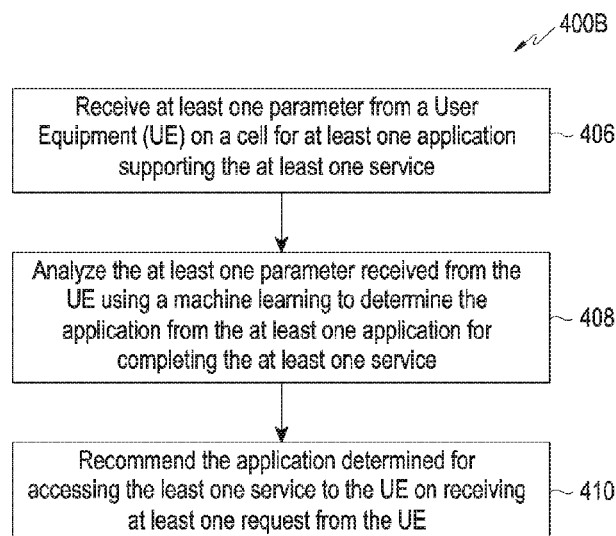 400B
Receive at least one parameter from a User
Equipment (UE) on a cell for at least one application
supporting the at least one service
406
Analyze the at least one parameter received from the
UE using a machine learning to determine the
application from the at least one application for
completing the at least one service
408
Recommend the application determined for
accessing the least one service to the UE on receiving
at least one request from the UE
410